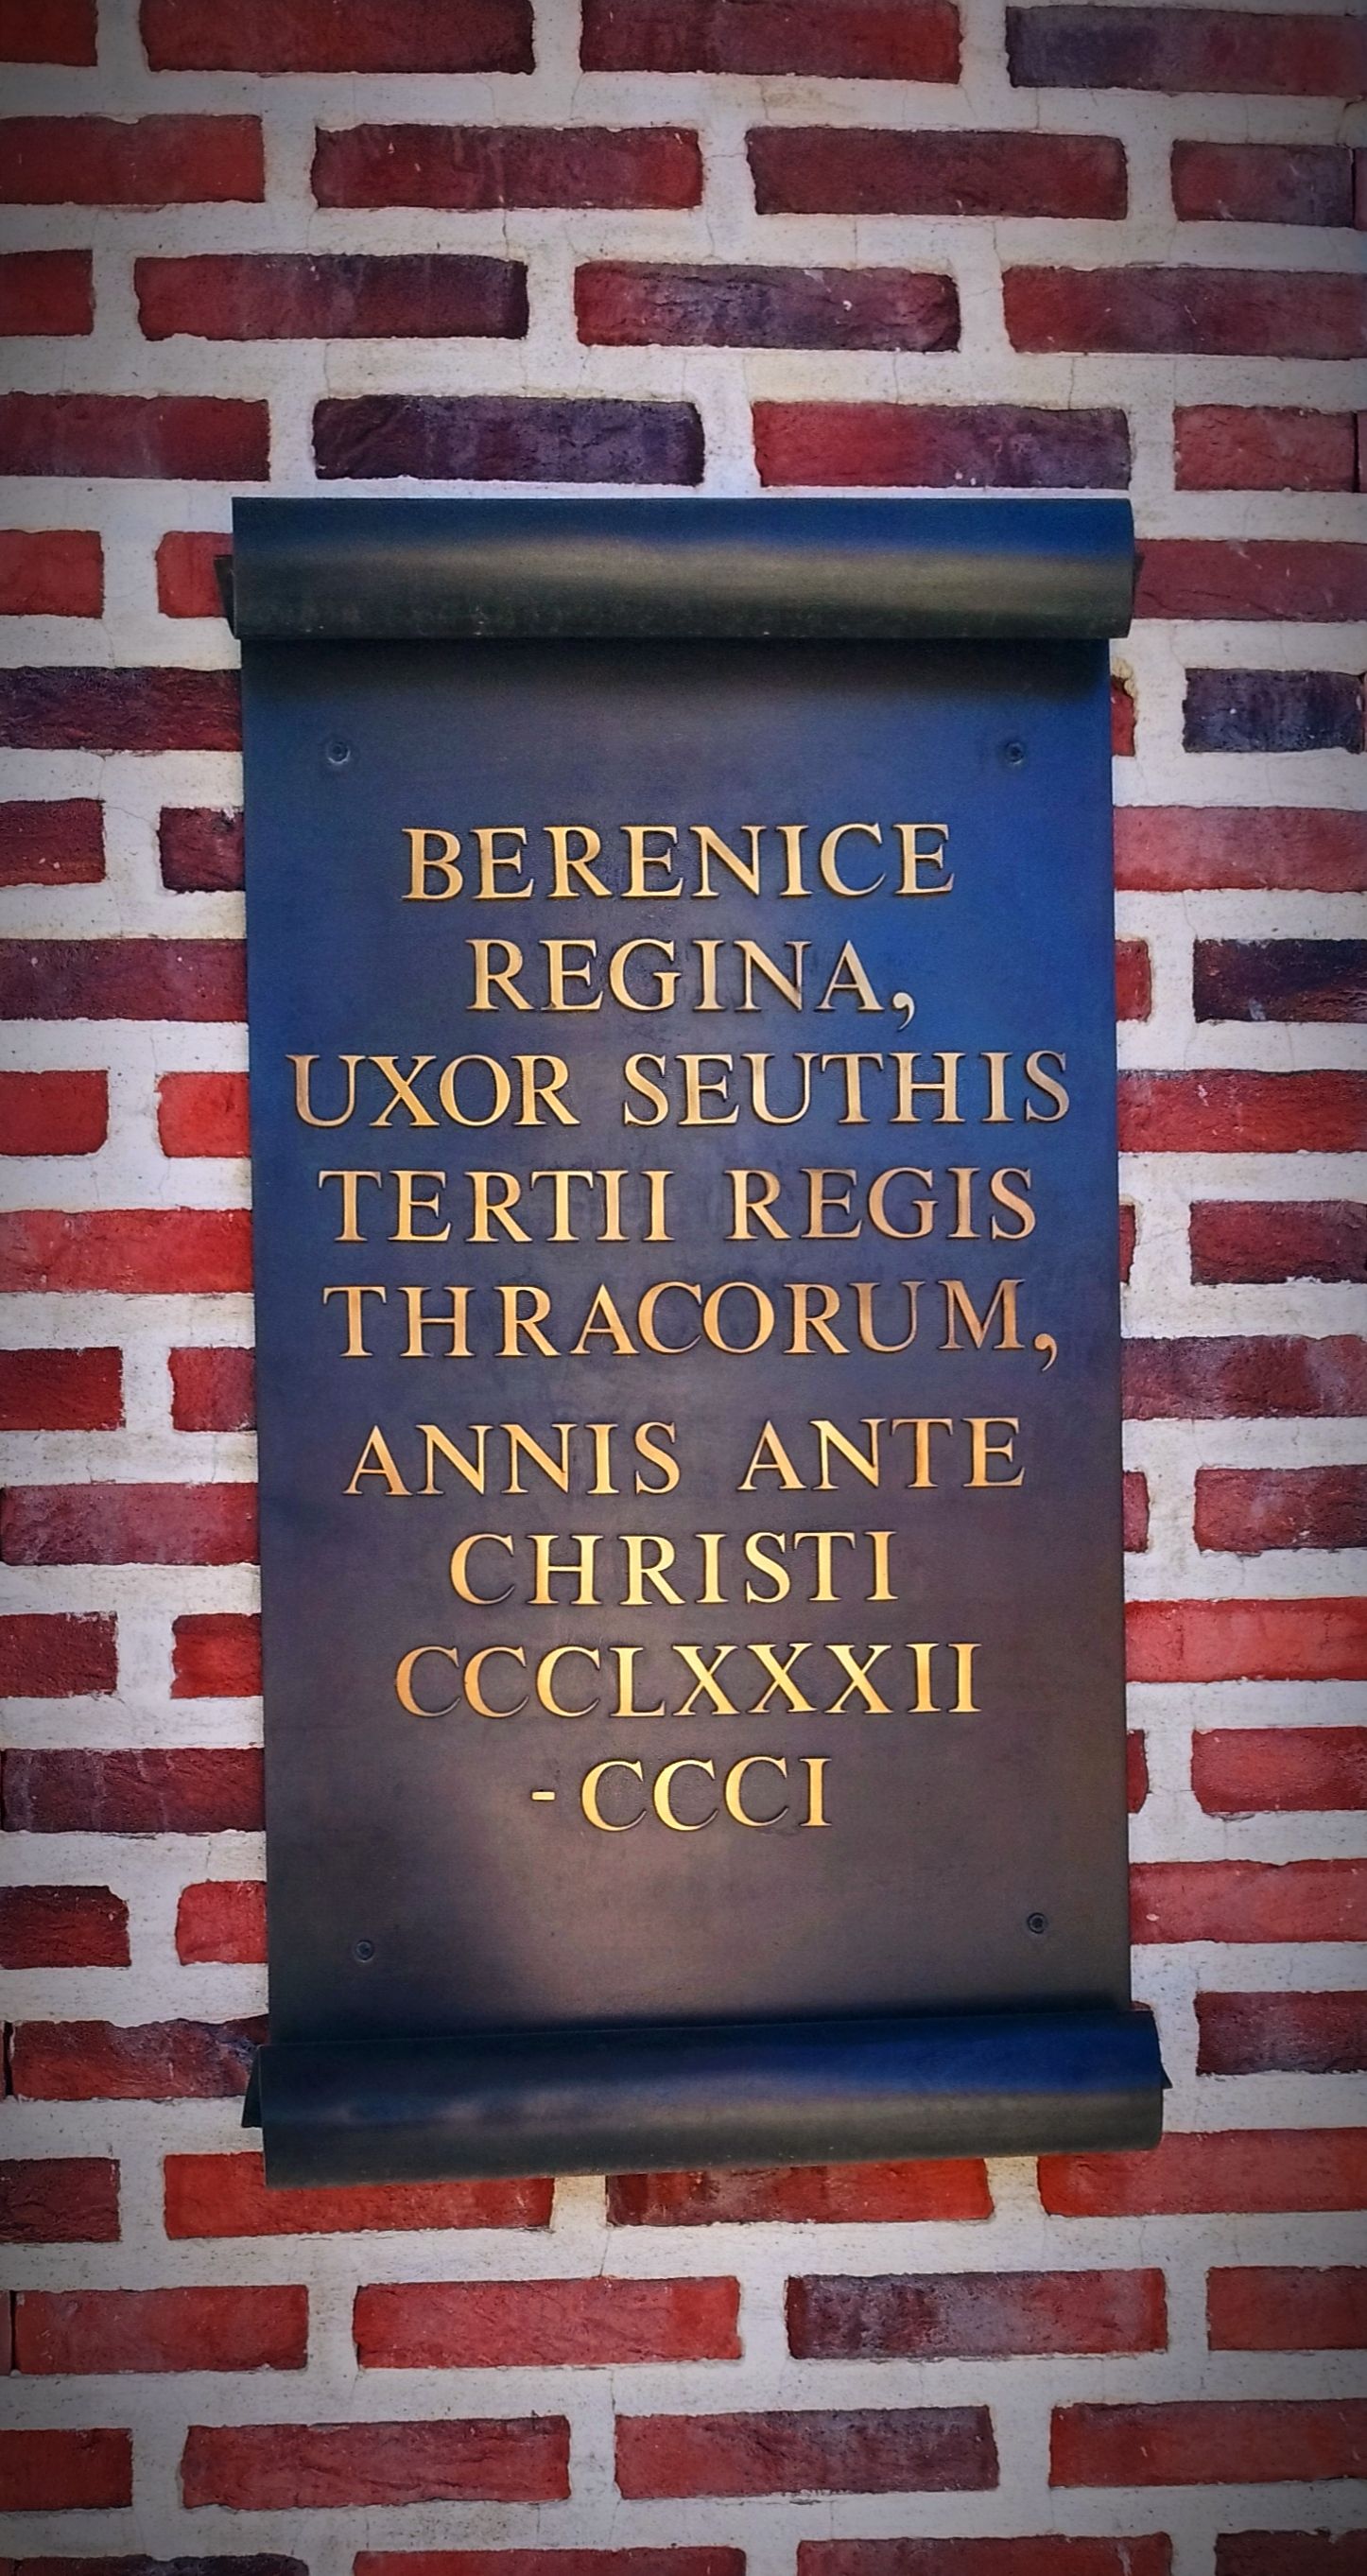 BERENICE
REGINA,
UXOR SEUTHIS
TERTII REGIS
THRACORUM,
ANNIS ANTE
CHRISTI
CCCLXXXII
-CCCI